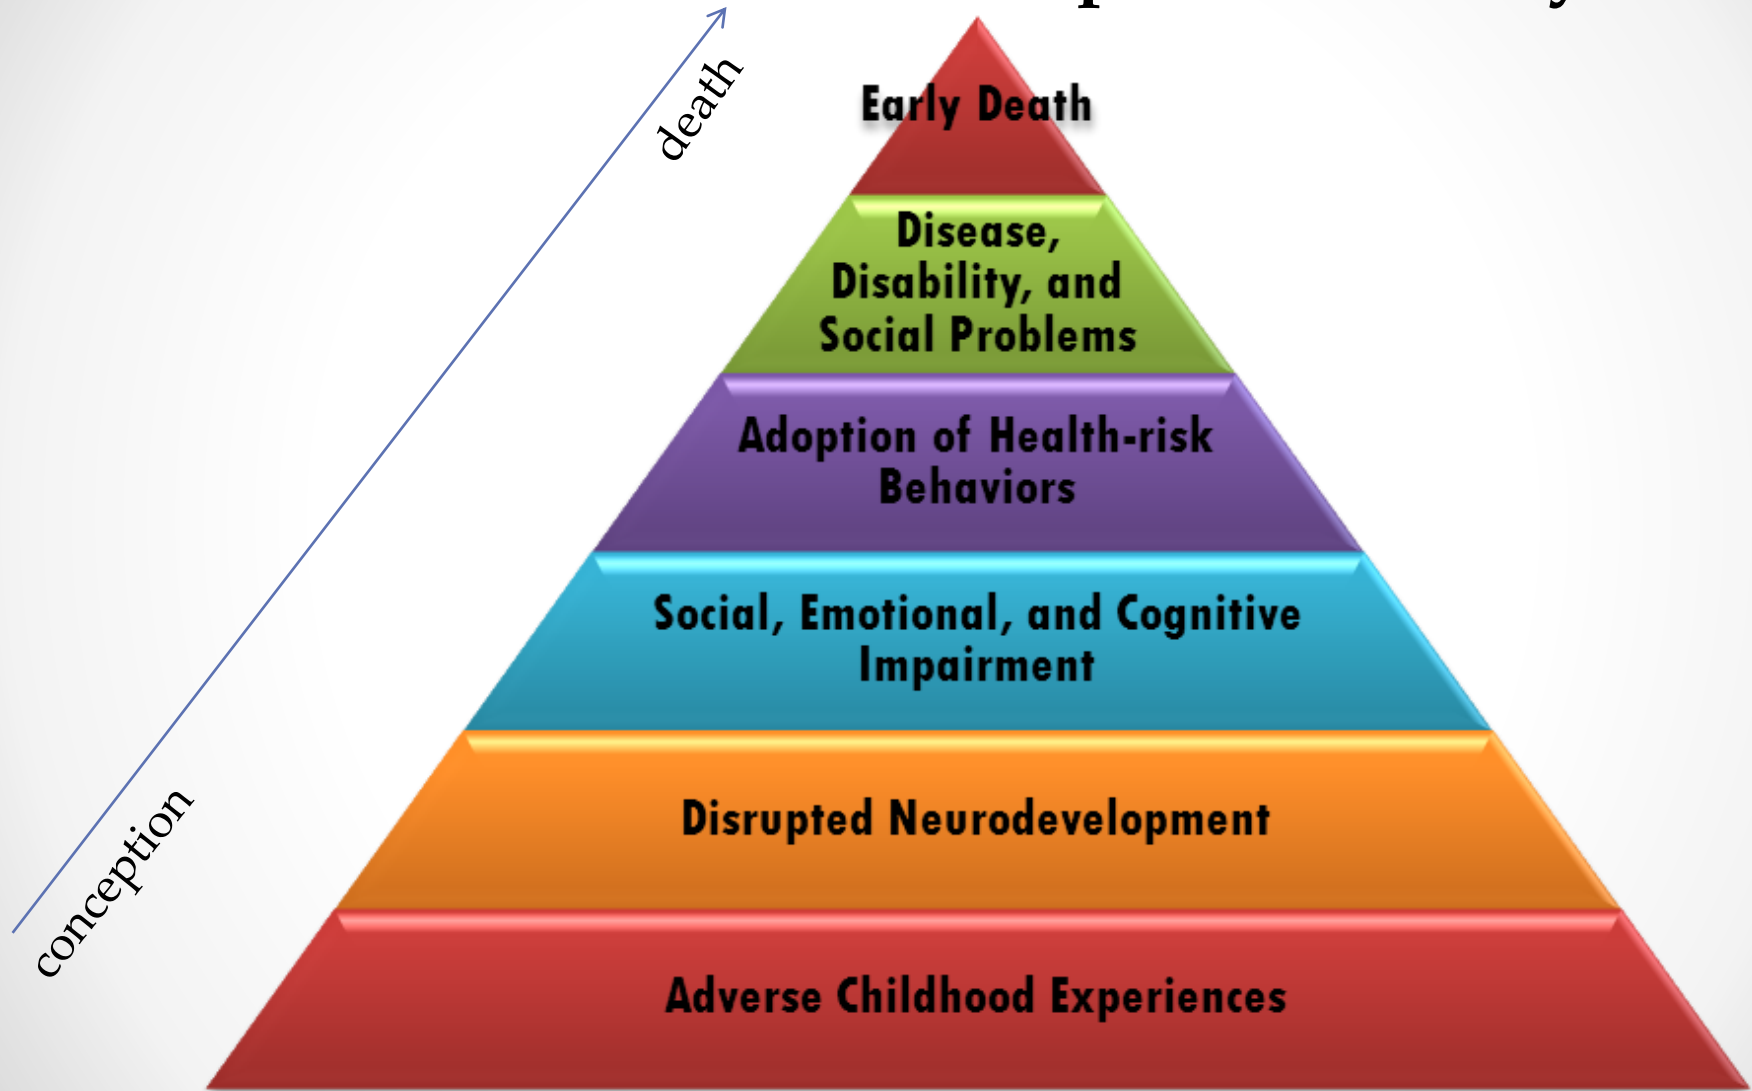 death
Early Death
Disease,
Disability, and
Social Problems
Adoption of Health-risk
Behaviors
Social, Emotional, and Cognitive
Impairment
conception
Disrupted Neurodevelopment
Adverse Childhood Experiences